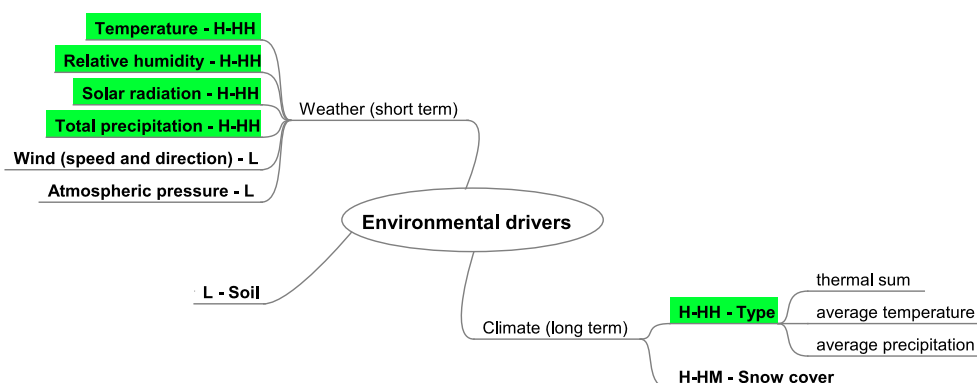 Temperature - H-HH
Relative humidity - H-HH
Solar radiation - H-HH
Total precipitation - H-HH
Wind (speed and direction) - L
Atmospheric pressure - L
Weather (short term)
Environmental drivers
L - Soil
Climate (long term)
H-HH - Type
thermal sum
average temperature
average precipitation
H-HM - Snow cover